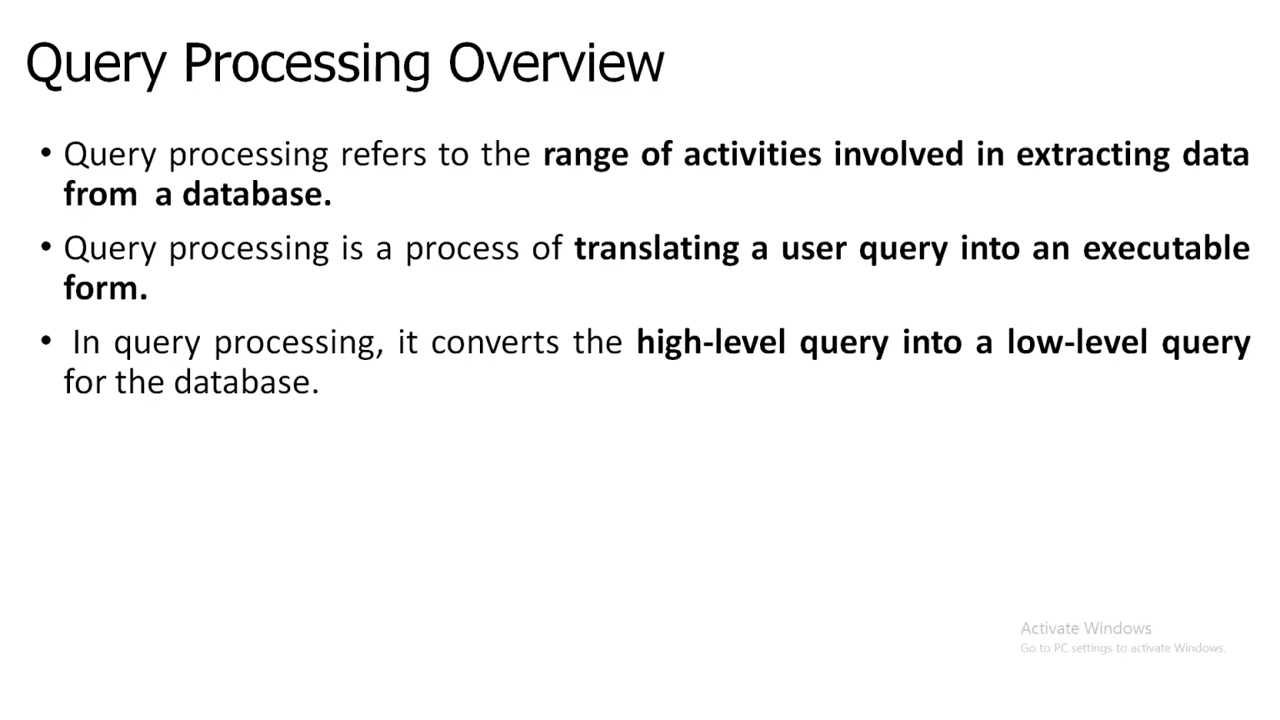 Query Processing Overview
• Query processing refers to the range of activities involved in extracting data
from  a database.
• Query processing is a process of translating a user query into an executable
form.
•  In query processing, it converts the high-level query into a low-level query
for the database.
Activate Windows
Go to PC settings to activate Windows.